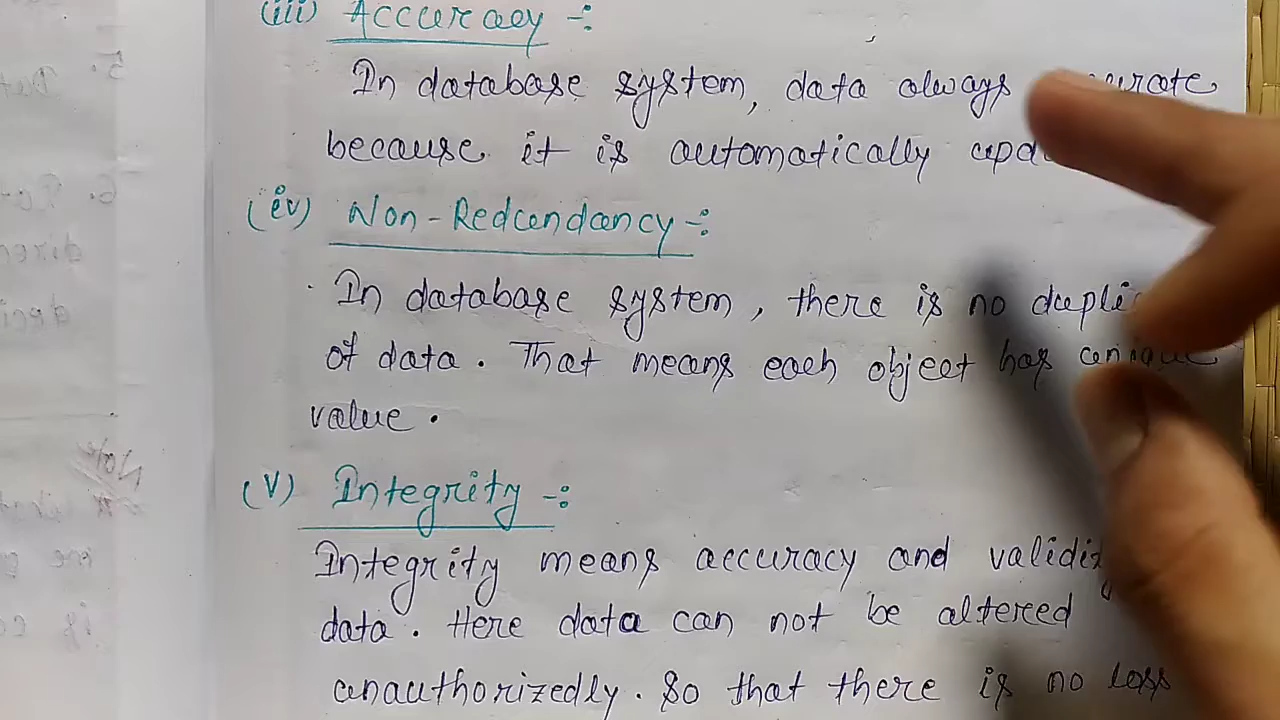 (iii) Accuracy -:
In database system, data always
because it is automatically
(iv) Non-Redundancy -:
In database system, there is no
of data. That means each object has unique
value.
(v) Integrity -:
Integrity means accuracy and
data. Here data can not be altered
unauthorizedly. So that there is no loss